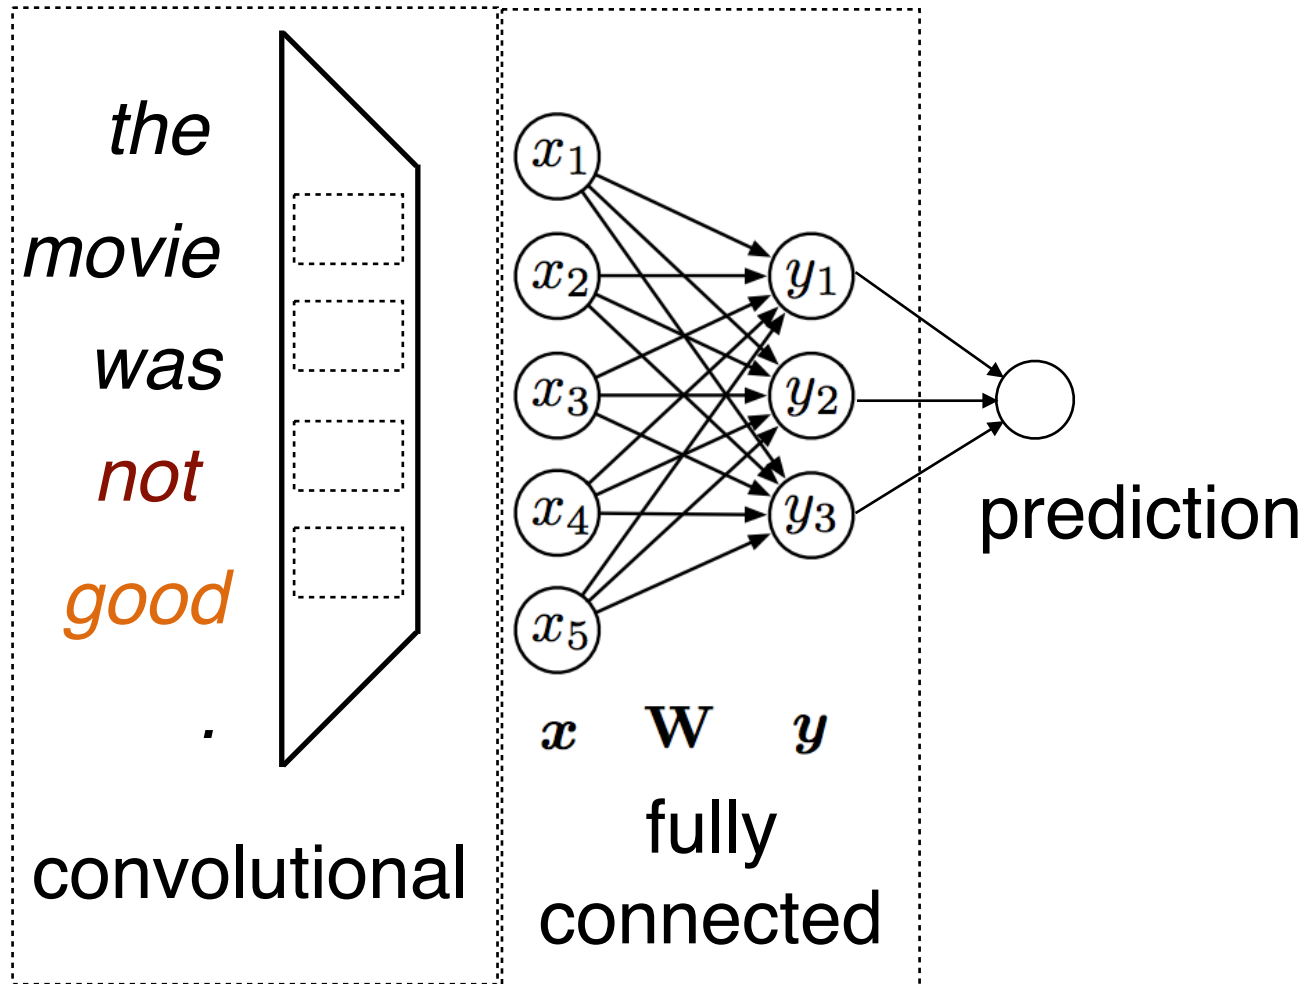 the
movie
was
not
good
.
convolutional
x1
x2
x3
x4
x5
y1
y2
y3
x W y
fully
connected
prediction